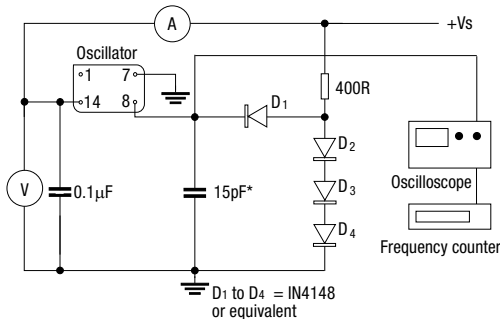 A
+Vs
Oscillator
1 7
14 8
400R
D1
D2
D3
D4
V
0.1µF
15pF*
Oscilloscope
Frequency counter
D1 to D4 = IN4148
or equivalent